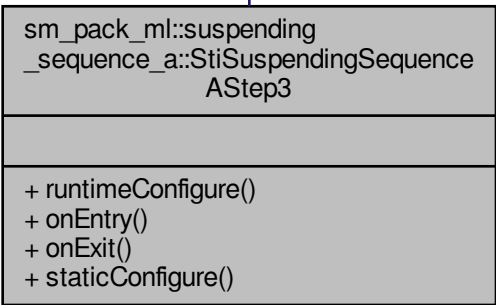 sm_pack_ml::suspending
_sequence_a::StiSuspendingSequence
AStep3
+ runtimeConfigure()
+ onEntry()
+ onExit()
+ staticConfigure()